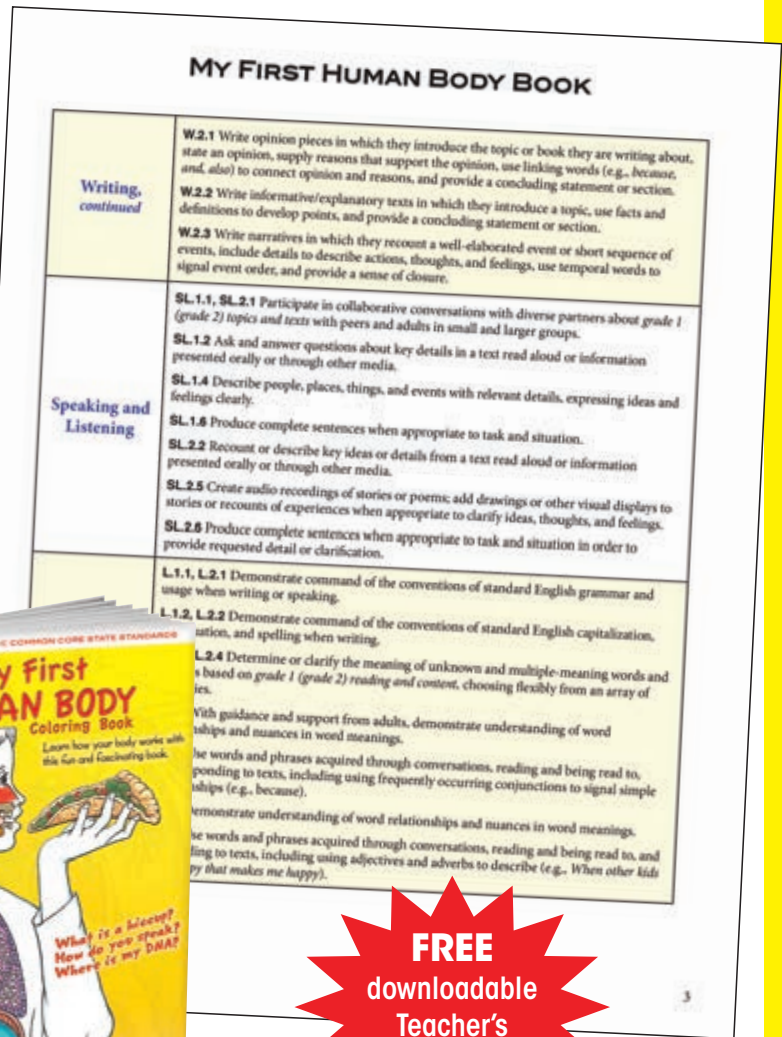 MY FIRST HUMAN BODY BOOK
Writing,
continued
W.2.1 Write opinion pieces in which they introduce the topic or book they are writing about,
state an opinion, supply reasons that support the opinion, use linking words (e.g., because,
and, also) to connect opinion and reasons, and provide a concluding statement or section.
W.2.2 Write informative/explanatory texts in which they introduce a topic, use facts and
definitions to develop points, and provide a concluding statement or section.
W.2.3 Write narratives in which they recount a well-elaborated event or short sequence of
events, include details to describe actions, thoughts, and feelings, use temporal words to
signal event order, and provide a sense of closure.
Speaking and
Listening
SL.1.1, SL.2.1 Participate in collaborative conversations with diverse partners about grade 1
(grade 2) topics and texts with peers and adults in small and larger groups.
SL.1.2 Ask and answer questions about key details in a text read aloud or information
presented orally or through other media.
SL.1.4 Describe people, places, things, and events with relevant details, expressing ideas and
feelings clearly.
SL.1.6 Produce complete sentences when appropriate to task and situation.
SL.2.2 Recount or describe key ideas or details from a text read aloud or information
presented orally or through other media.
SL.2.5 Create audio recordings of stories or poems; add drawings or other visual displays to
stories or recounts of experiences when appropriate to clarify ideas, thoughts, and feelings.
SL.2.6 Produce complete sentences when appropriate to task and situation in order to
provide requested detail or clarification.
L.1.1, L.2.1 Demonstrate command of the conventions of standard English grammar and
usage when writing or speaking.
L.1.2, L.2.2 Demonstrate command of the conventions of standard English capitalization,
uation, and spelling when writing.
L.2.4 Determine or clarify the meaning of unknown and multiple-meaning words and
s based on grade 1 (grade 2) reading and content, choosing flexibly from an array of
ies.
With guidance and support from adults, demonstrate understanding of word
nships and nuances in word meanings.
se words and phrases acquired through conversations, reading and being read to,
ponding to texts, including using frequently occurring conjunctions to signal simple
nships (e.g., because).
emonstrate understanding of word relationships and nuances in word meanings.
se words and phrases acquired through conversations, reading and being read to, and
ding to texts, including using adjectives and adverbs to describe (e.g., When other kids
py that makes me happy).
3
C COMMON CORE STATE STANDARDS
y First
AN BODY
Coloring Book
Learn how your body works with
this fun and fascinating book.
What is a hiccup?
How do you speak?
Where is my DNA?
FREE
downloadable
Teacher's